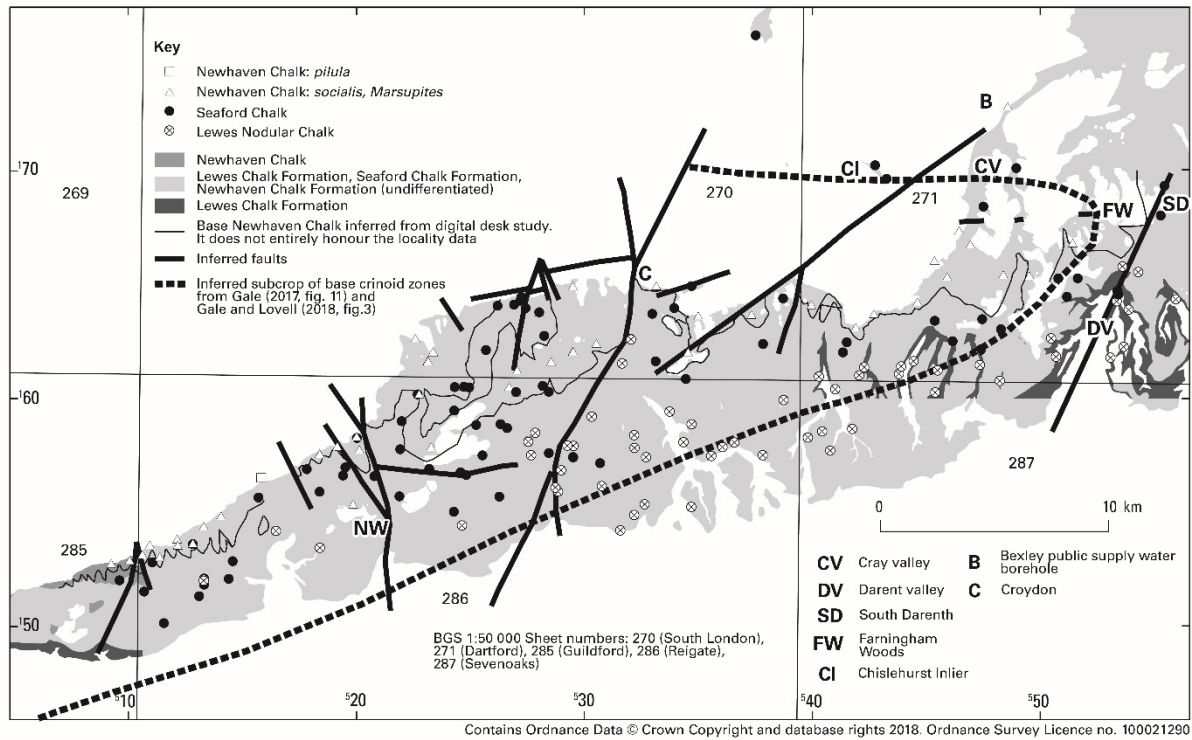 Key
Newhaven Chalk: pilula
Newhaven Chalk: socialis, Marsupites
Seaford Chalk
Lewes Nodular Chalk
Newhaven Chalk
Lewes Chalk Formation, Seaford Chalk Formation,
Newhaven Chalk Formation (undifferentiated)
Lewes Chalk Formation
Base Newhaven Chalk inferred from digital desk study.
It does not entirely honour the locality data
Inferred faults
Inferred subcrop of base crinoid zones
from Gale (2017, fig. 11) and
Gale and Lovell (2018, fig.3)
B
¹70
269
270
CI
CV
271
FW
SD
C
DV
¹60
287
NW
285
286
¹50
0 10 km
CV Cray valley
DV Darent valley
SD South Darenth
FW Farningham
Woods
CI Chislehurst Inlier
B Bexley public supply water
borehole
C Croydon
BGS 1:50 000 Sheet numbers: 270 (South London),
271 (Dartford), 285 (Guildford), 286 (Reigate),
287 (Sevenoaks)
⁵10 ⁵20 ⁵30 ⁵40 ⁵50
Contains Ordnance Data © Crown Copyright and database rights 2018. Ordnance Survey Licence no. 100021290